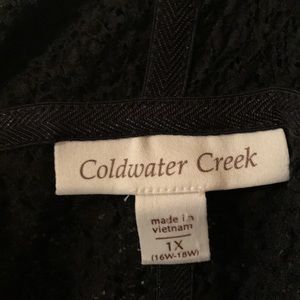 Coldwater Creek
made in
vietnam
1X
(16W-18W)